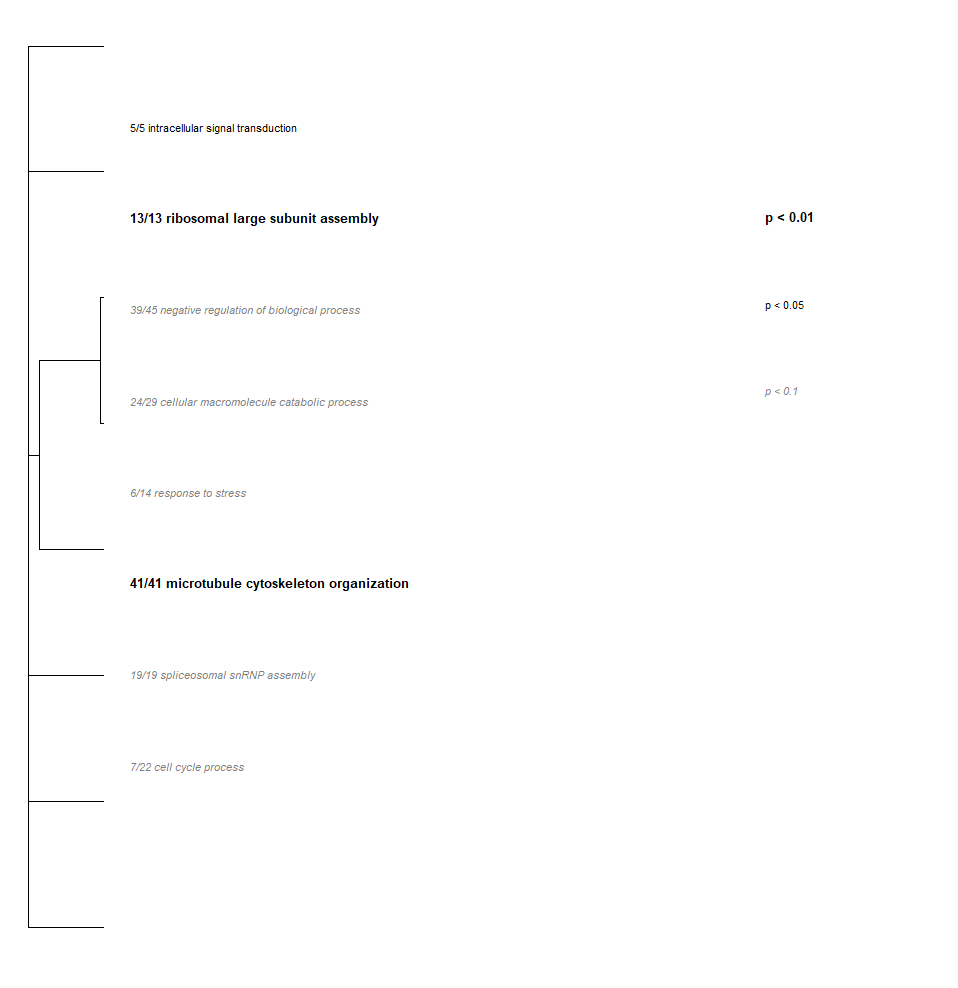 5/5 intracellular signal transduction
13/13 ribosomal large subunit assembly
p < 0.01
39/45 negative regulation of biological process
p < 0.05
24/29 cellular macromolecule catabolic process
p < 0.1
6/14 response to stress
41/41 microtubule cytoskeleton organization
19/19 spliceosomal snRNP assembly
7/22 cell cycle process